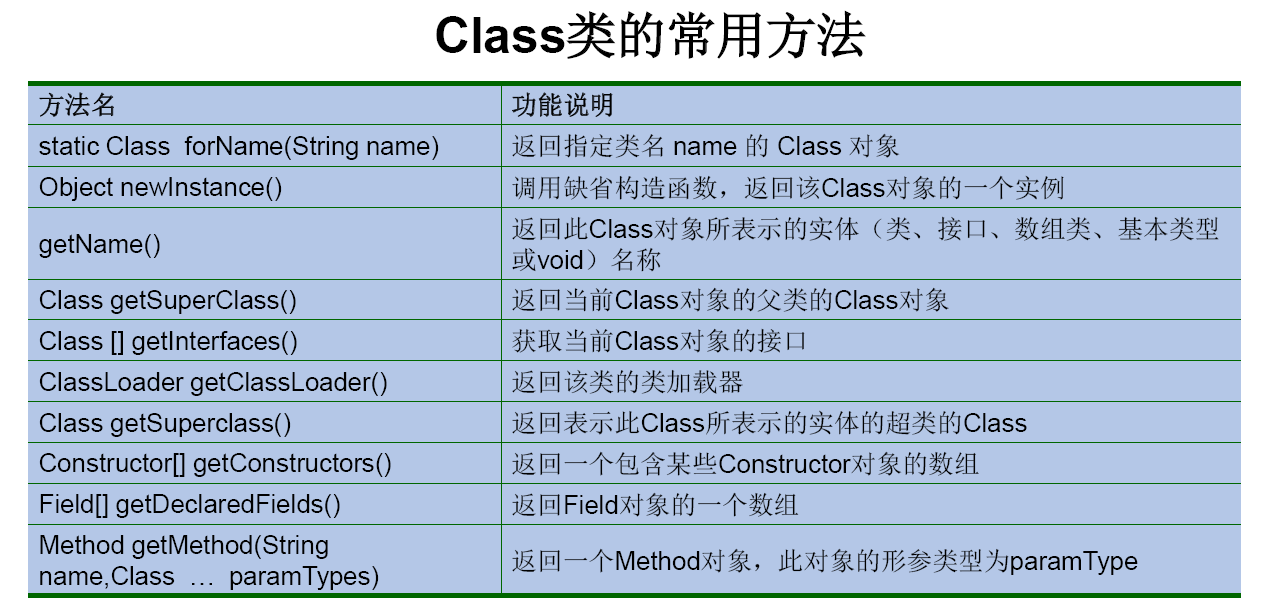 Class类的常用方法
方法名
功能说明
static Class  forName(String name)
返回指定类名 name 的 Class 对象
Object newInstance()
调用缺省构造函数，返回该Class对象的一个实例
getName()
返回此Class对象所表示的实体（类、接口、数组类、基本类型
或void）名称
Class getSuperClass()
返回当前Class对象的父类的Class对象
Class [] getInterfaces()
获取当前Class对象的接口
ClassLoader getClassLoader()
返回该类的类加载器
Class getSuperclass()
返回表示此Class所表示的实体的超类的Class
Constructor[] getConstructors()
返回一个包含某些Constructor对象的数组
Field[] getDeclaredFields()
返回Field对象的一个数组
Method getMethod(String
name,Class  …  paramTypes)
返回一个Method对象，此对象的形参类型为paramType